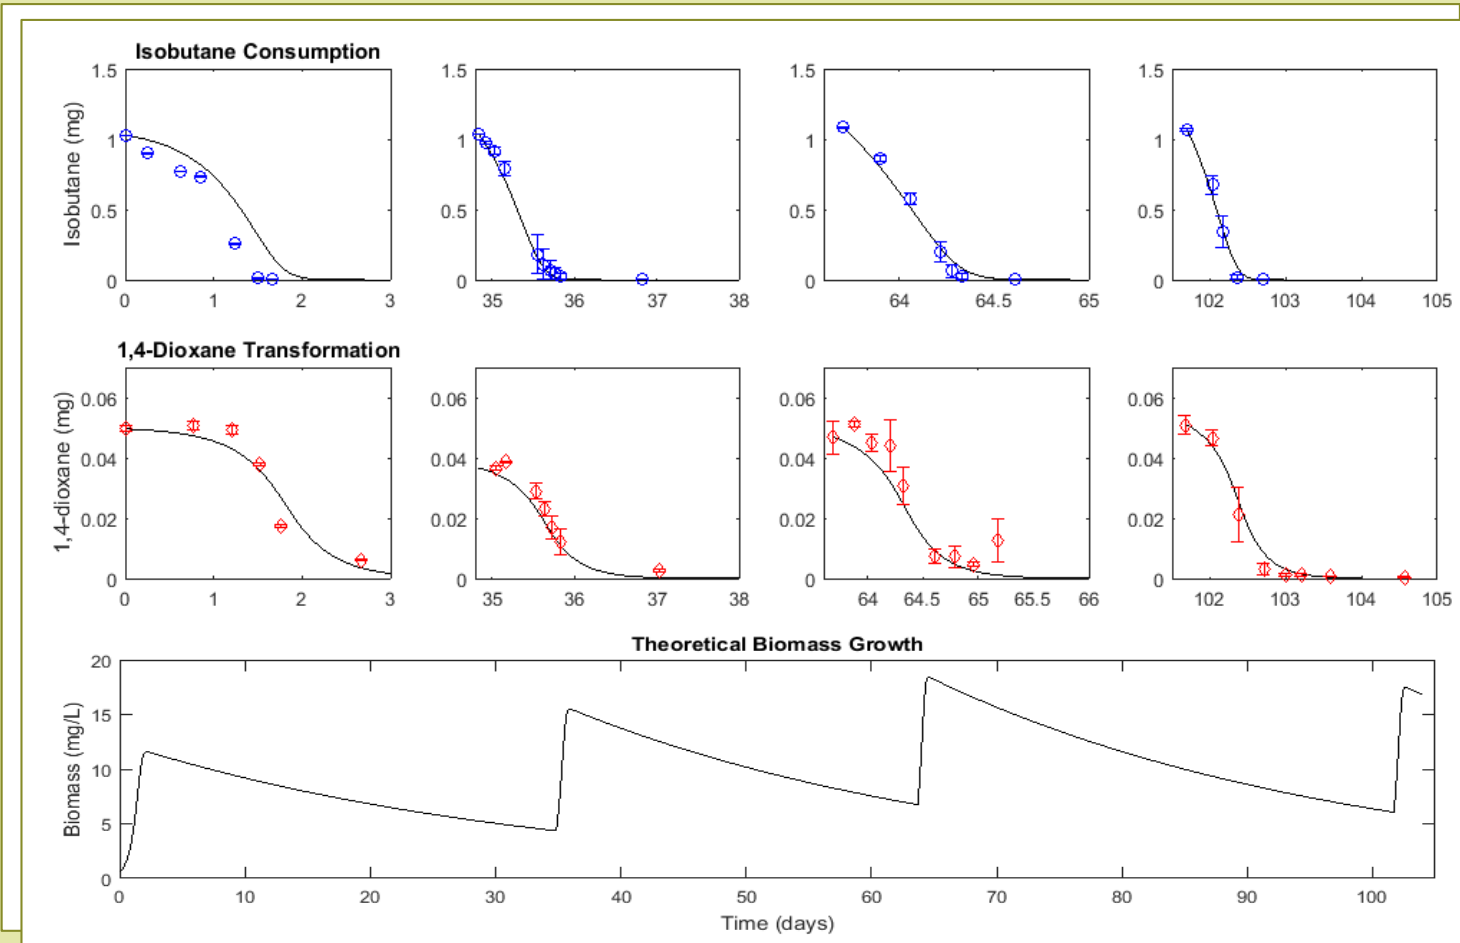 Isobutane Consumption
Isobutane (mg)
1.5
1
0.5
0
0 1 2 3
1.5
1
0.5
0
35 36 37 38
1.5
1
0.5
0
64 64.5 65
1.5
1
0.5
0
102 103 104 105
1,4-Dioxane Transformation
1,4-dioxane (mg)
0.06
0.04
0.02
0
0 1 2 3
0.06
0.04
0.02
0
35 36 37 38
0.06
0.04
0.02
0
64 64.5 65 65.5 66
0.06
0.04
0.02
0
102 103 104 105
Theoretical Biomass Growth
Biomass (mg/L)
20
15
10
5
0
0 10 20 30 40 50 60 70 80 90 100
Time (days)